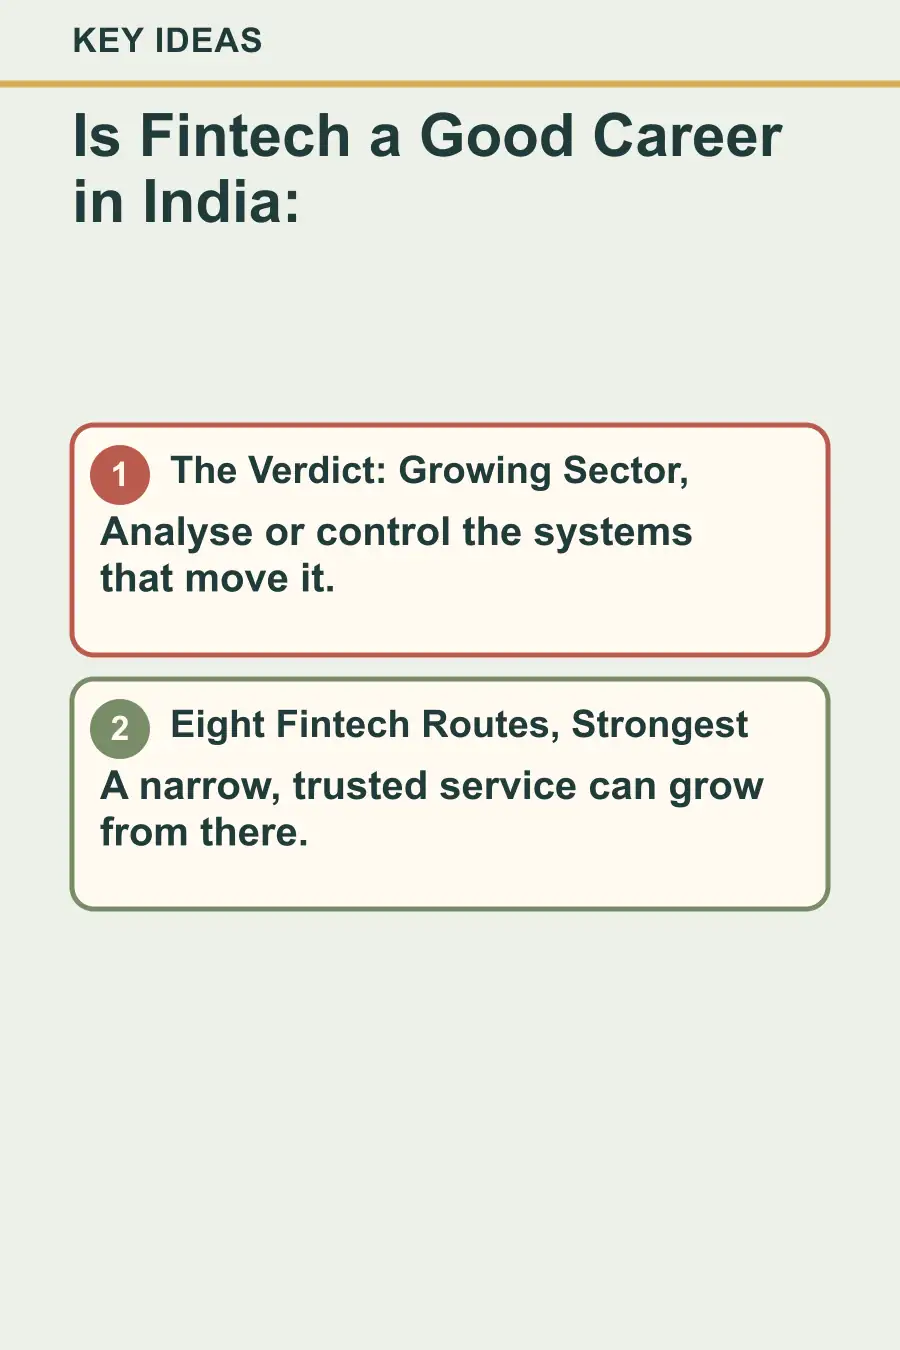 KEY IDEAS
Is Fintech a Good Career
in India:
1 The Verdict: Growing Sector,
Analyse or control the systems
that move it.
2 Eight Fintech Routes, Strongest
A narrow, trusted service can grow
from there.